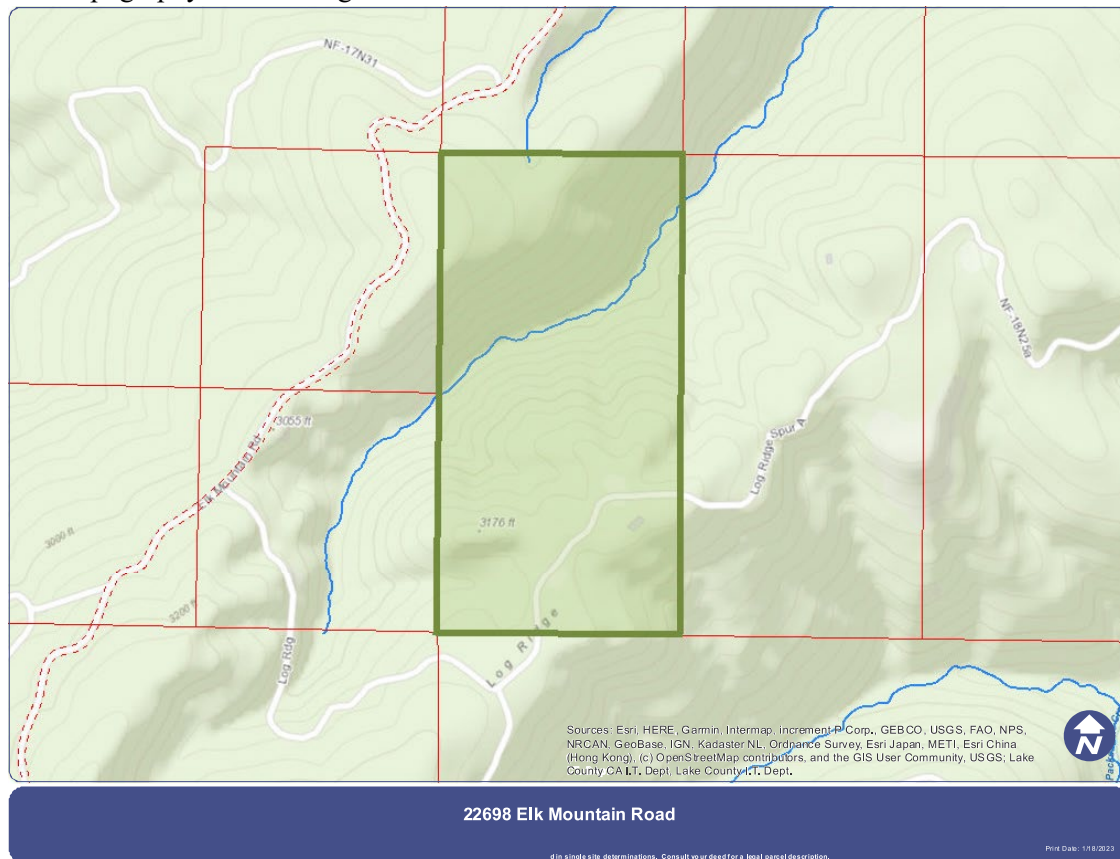 NF-17N31
NF-18N25a
3055 ft
Log Ridge Spur A
3176 ft
3000 ft
3200 ft
Log Rdg
Log Ridge
Sources: Esri, HERE, Garmin, Intermap, increment P Corp., GEBCO, USGS, FAO, NPS,
NRCAN, GeoBase, IGN, Kadaster NL, Ordnance Survey, Esri Japan, METI, Esri China
(Hong Kong), (c) OpenStreetMap contributors, and the GIS User Community, USGS; Lake
County CA I.T. Dept, Lake County I.T. Dept.
N
22698 Elk Mountain Road
Print Date: 1/18/2023
d in single site determinations. Consult your deed for a legal parcel description.